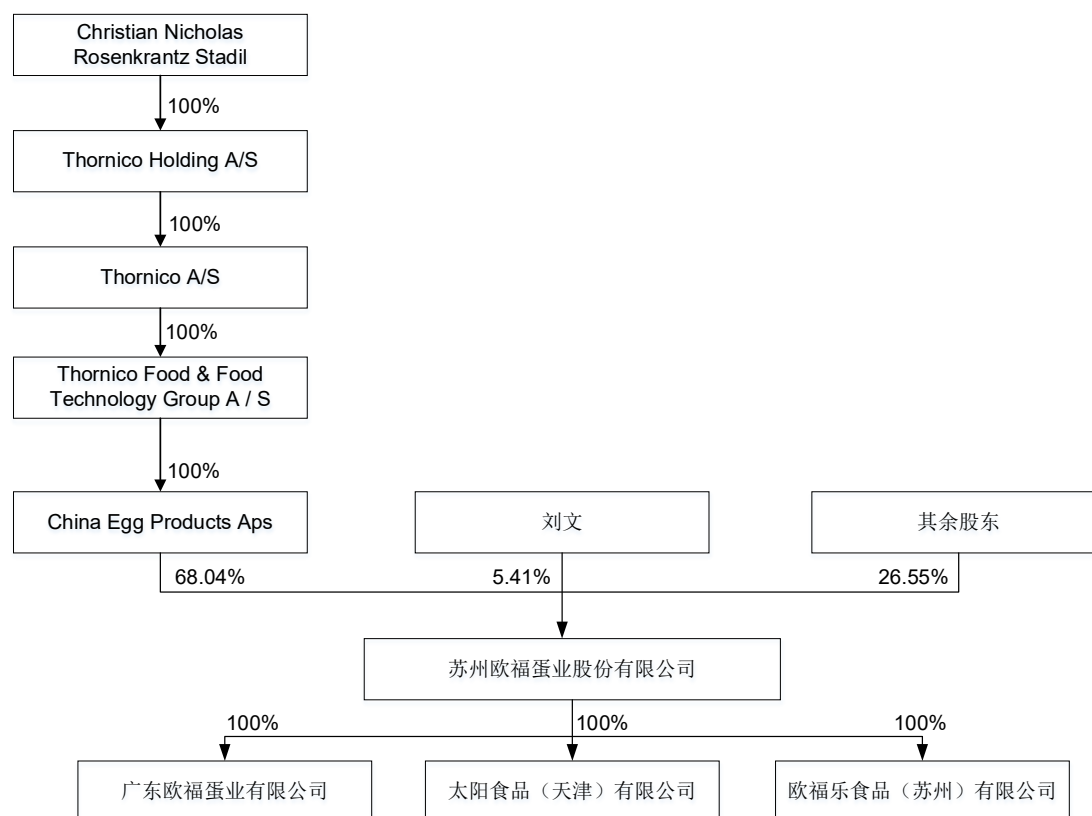 Christian Nicholas
Rosenkrantz Stadil
100%
Thornico Holding A/S
100%
Thornico A/S
100%
Thornico Food & Food
Technology Group A / S
100%
China Egg Products Aps
刘文
其余股东
68.04%
5.41%
26.55%
苏州欧福蛋业股份有限公司
100%
100%
100%
广东欧福蛋业有限公司
太阳食品（天津）有限公司
欧福乐食品（苏州）有限公司